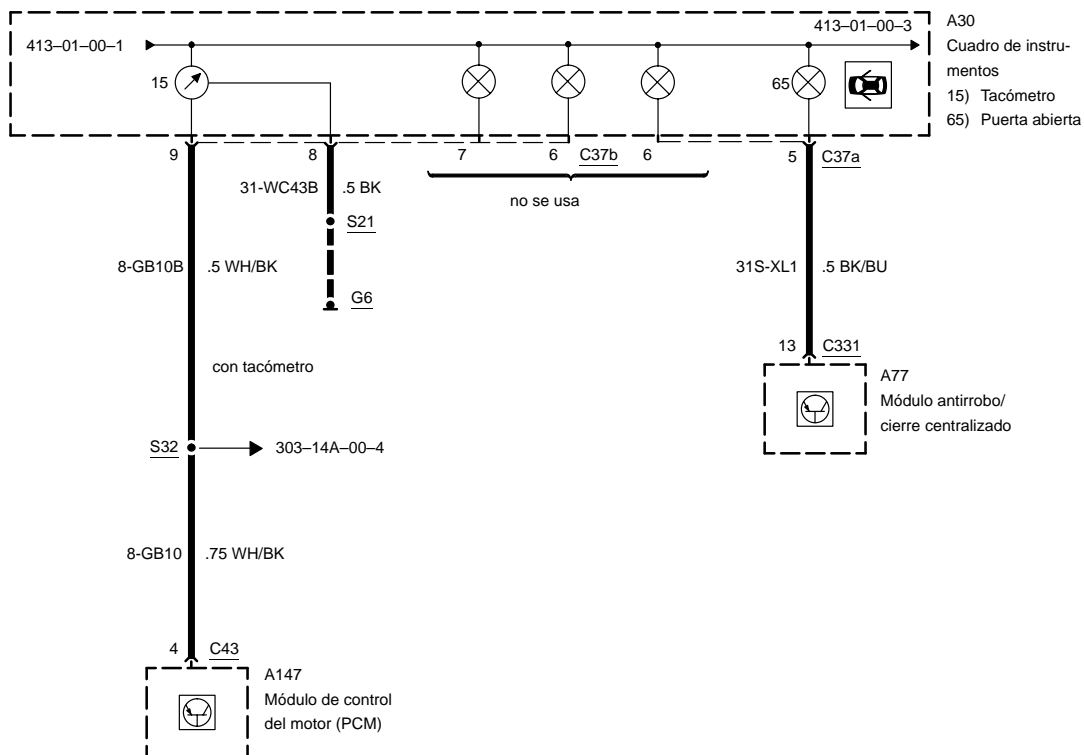 413–01–00–3
A30
413–01–00–1
Cuadro de instru-
mentos
15) Tacómetro
65) Puerta abierta
15
65
9
8
7
6
C37b
6
5
C37a
31-WC43B
.5 BK
no se usa
S21
8-GB10B
.5 WH/BK
31S-XL1
.5 BK/BU
G6
13
C331
con tacómetro
A77
Módulo antirrobo/
cierre centralizado
S32
303–14A–00–4
8-GB10
.75 WH/BK
4
C43
A147
Módulo de control
del motor (PCM)